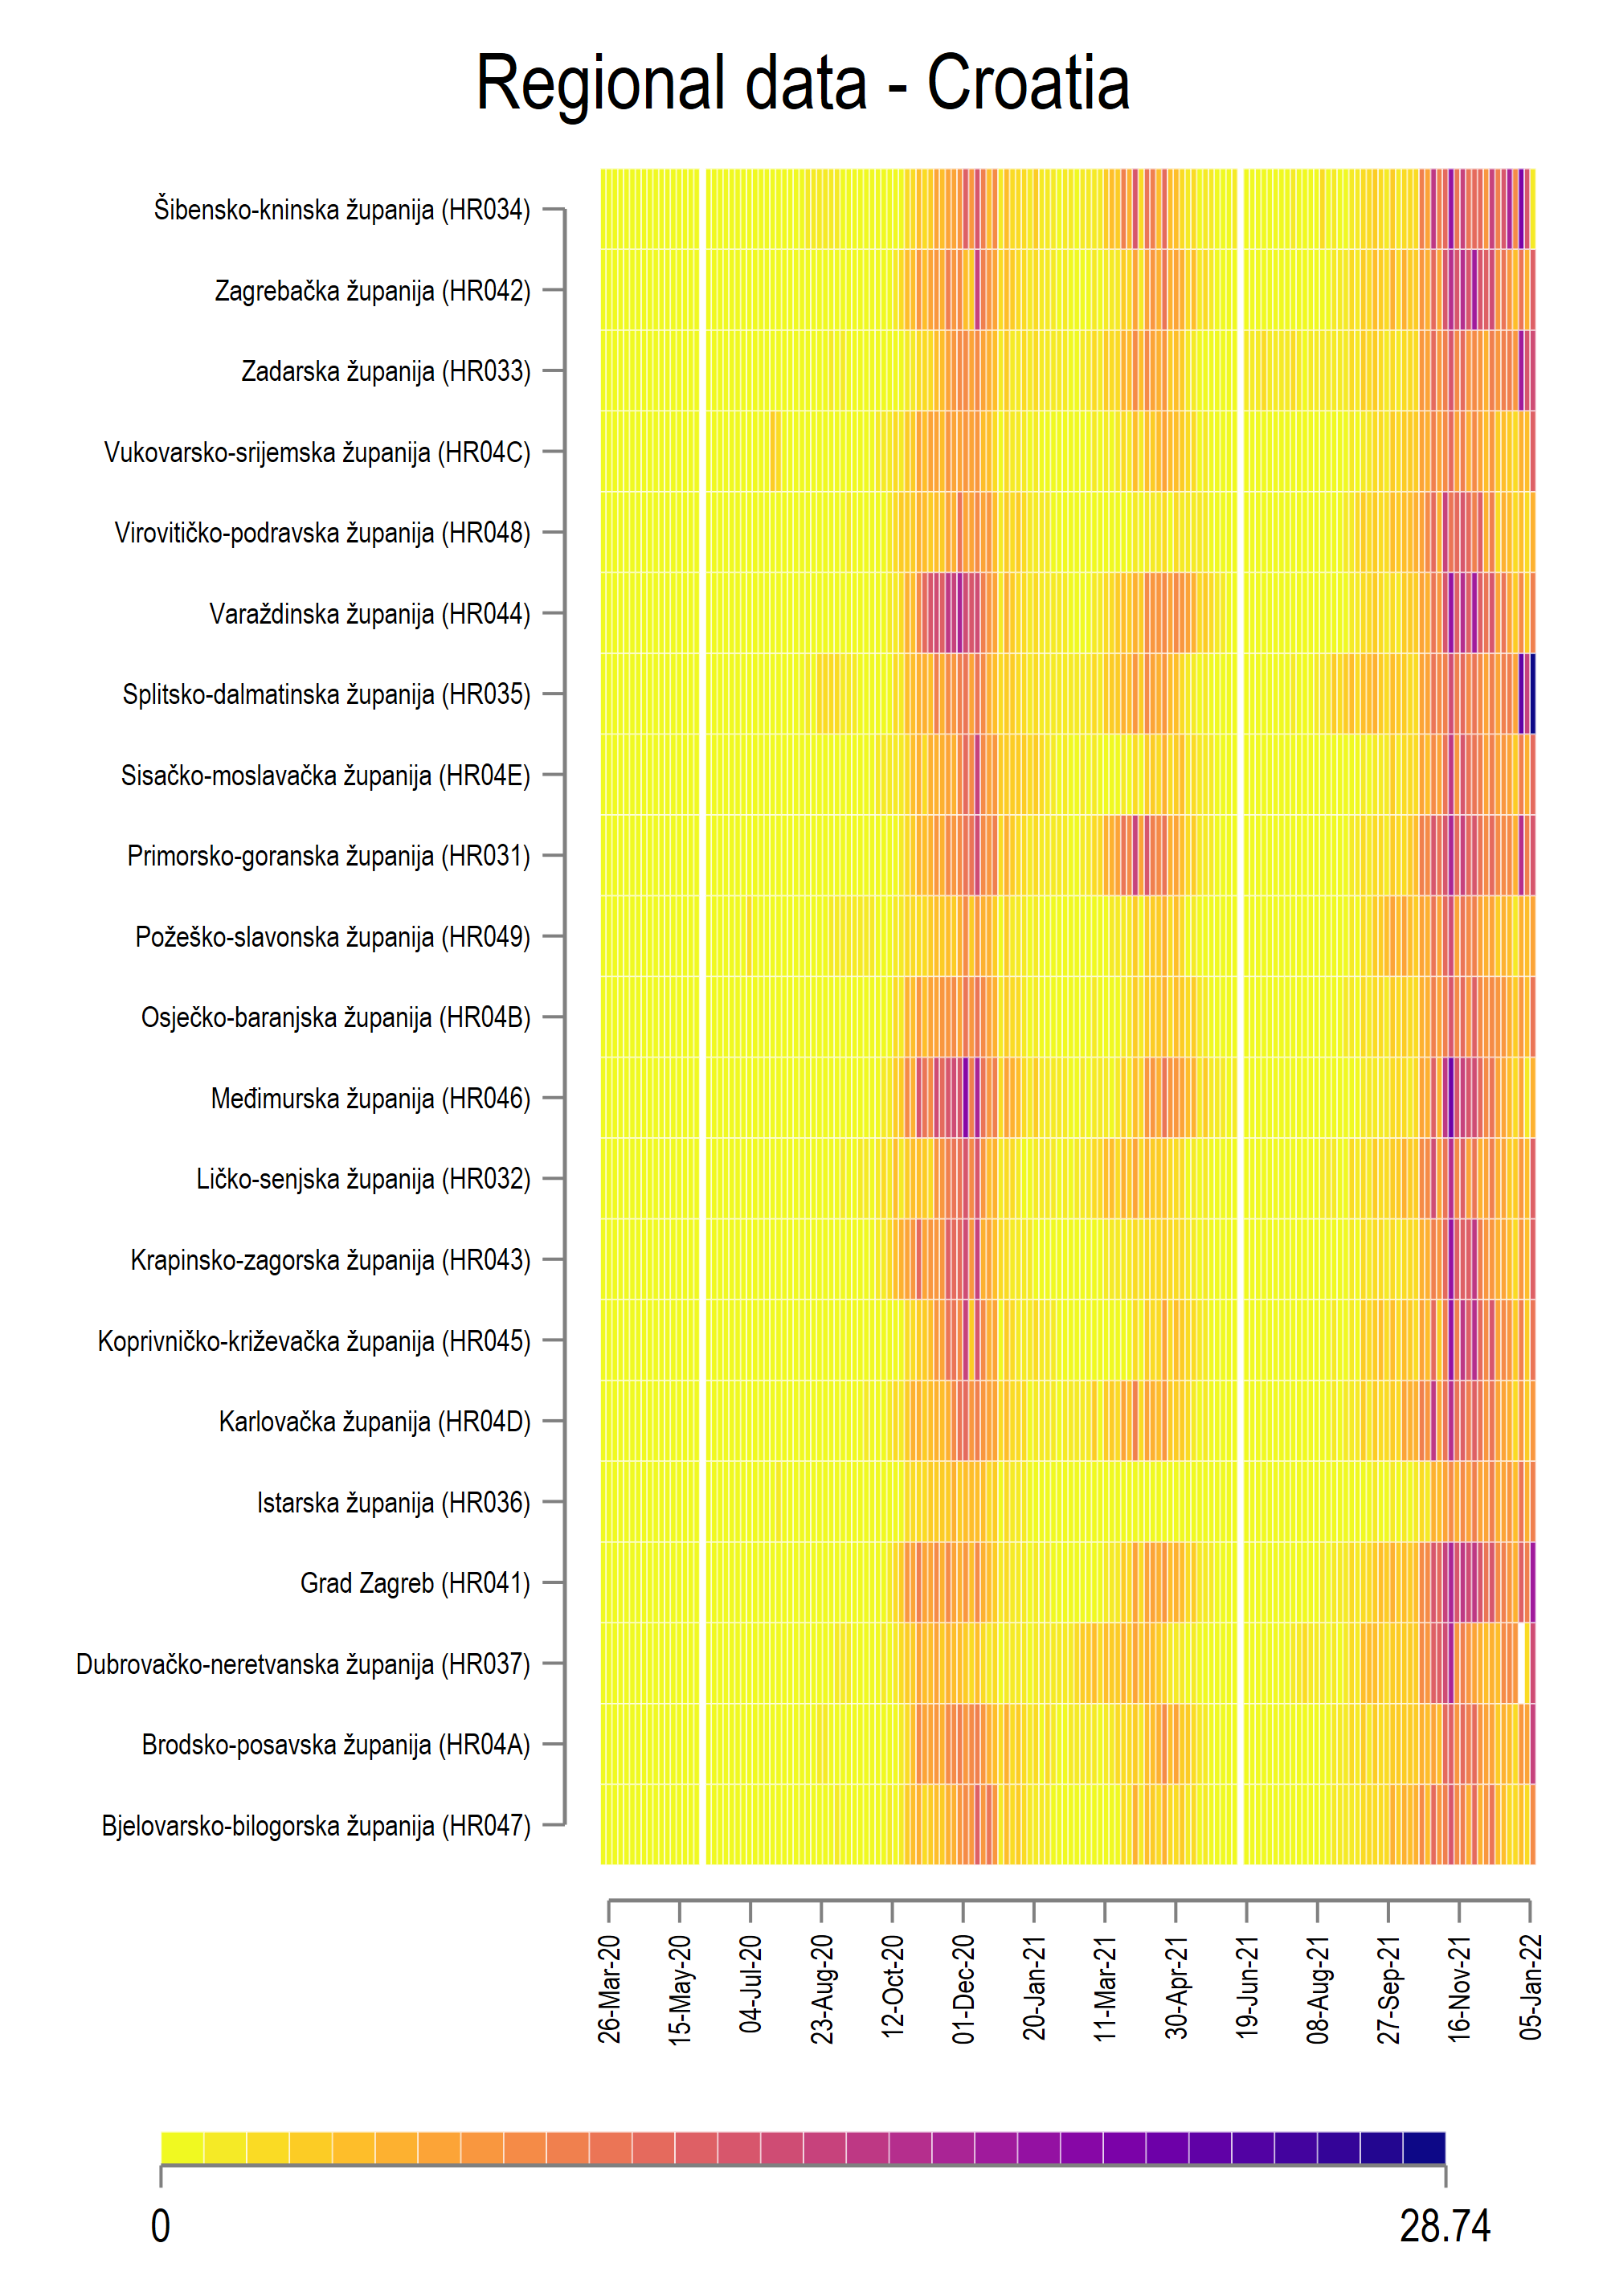 Regional data - Croatia
Šibensko-kninska županija (HR034)
Zagrebačka županija (HR042)
Zadarska županija (HR033)
Vukovarsko-srijemska županija (HR04C)
Virovitičko-podravska županija (HR048)
Varaždinska županija (HR044)
Splitsko-dalmatinska županija (HR035)
Sisačko-moslavačka županija (HR04E)
Primorsko-goranska županija (HR031)
Požeško-slavonska županija (HR049)
Osječko-baranjska županija (HR04B)
Međimurska županija (HR046)
Ličko-senjska županija (HR032)
Krapinsko-zagorska županija (HR043)
Koprivničko-križevačka županija (HR045)
Karlovačka županija (HR04D)
Istarska županija (HR036)
Grad Zagreb (HR041)
Dubrovačko-neretvanska županija (HR037)
Brodsko-posavska županija (HR04A)
Bjelovarsko-bilogorska županija (HR047)
26-Mar-20
15-May-20
04-Jul-20
23-Aug-20
12-Oct-20
01-Dec-20
20-Jan-21
11-Mar-21
30-Apr-21
19-Jun-21
08-Aug-21
27-Sep-21
16-Nov-21
05-Jan-22
0
28.74